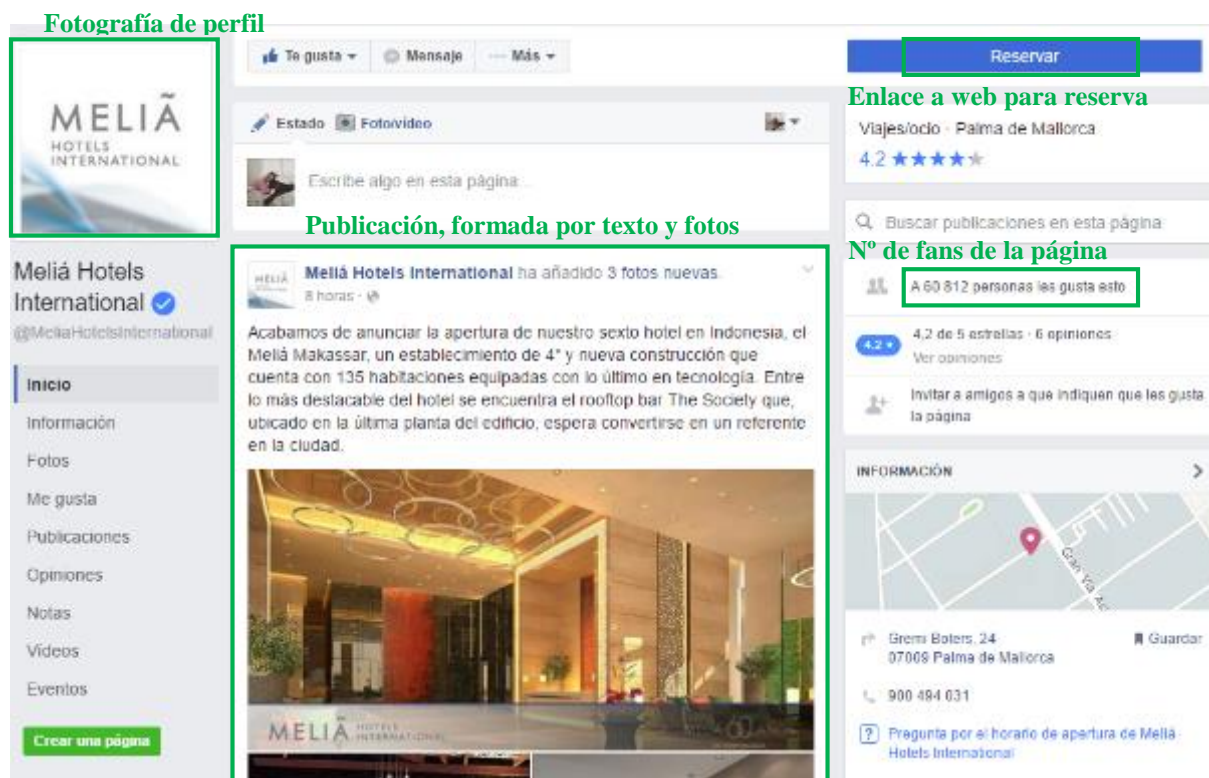 Fotografía de perfil
MELIÃ
HOTELS
INTERNATIONAL
Te gusta
Mensaje
Más
Reservar
Enlace a web para reserva
Estado
Foto/vídeo
Viajes/ocio · Palma de Mallorca
4.2
Escribe algo en esta página...
Publicación, formada por texto y fotos
Buscar publicaciones en esta página
Nº de fans de la página
Meliá Hotels
International
@MeliaHotelsInternational
Inicio
Información
Fotos
Me gusta
Publicaciones
Opiniones
Notas
Vídeos
Eventos
Crear una página
MELIÃ
Meliá Hotels International ha añadido 3 fotos nuevas.
8 horas ·
Acabamos de anunciar la apertura de nuestro sexto hotel en Indonesia, el
Meliá Makassar, un establecimiento de 4* y nueva construcción que
cuenta con 135 habitaciones equipadas con lo último en tecnología. Entre
lo más destacable del hotel se encuentra el rooftop bar The Society que,
ubicado en la última planta del edificio, espera convertirse en un referente
en la ciudad.
MELIÃ HOTELS
INTERNATIONAL
A 60 812 personas les gusta esto
4.2
4,2 de 5 estrellas · 6 opiniones
Ver opiniones
Invitar a amigos a que indiquen que les gusta
la página
INFORMACIÓN
Gran Vía
Gremi Boters, 24
07009 Palma de Mallorca
Guardar
900 494 031
Pregunta por el horario de apertura de Meliá
Hotels International